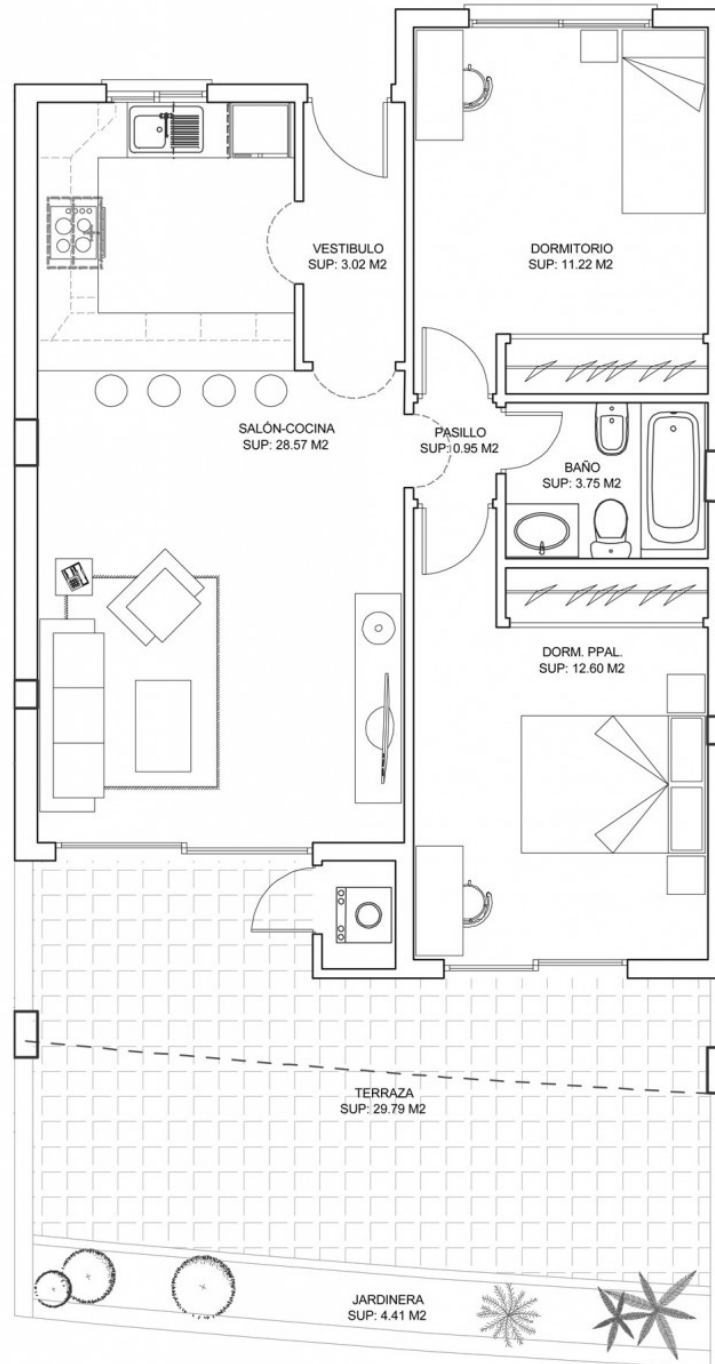 VESTIBULO
SUP: 3.02 M2
DORMITORIO
SUP: 11.22 M2
SALÓN-COCINA
SUP: 28.57 M2
PASILLO
SUP: 0.95 M2
BAÑO
SUP: 3.75 M2
DORM. PPAL.
SUP: 12.60 M2
TERRAZA
SUP: 29.79 M2
JARDINERA
SUP: 4.41 M2